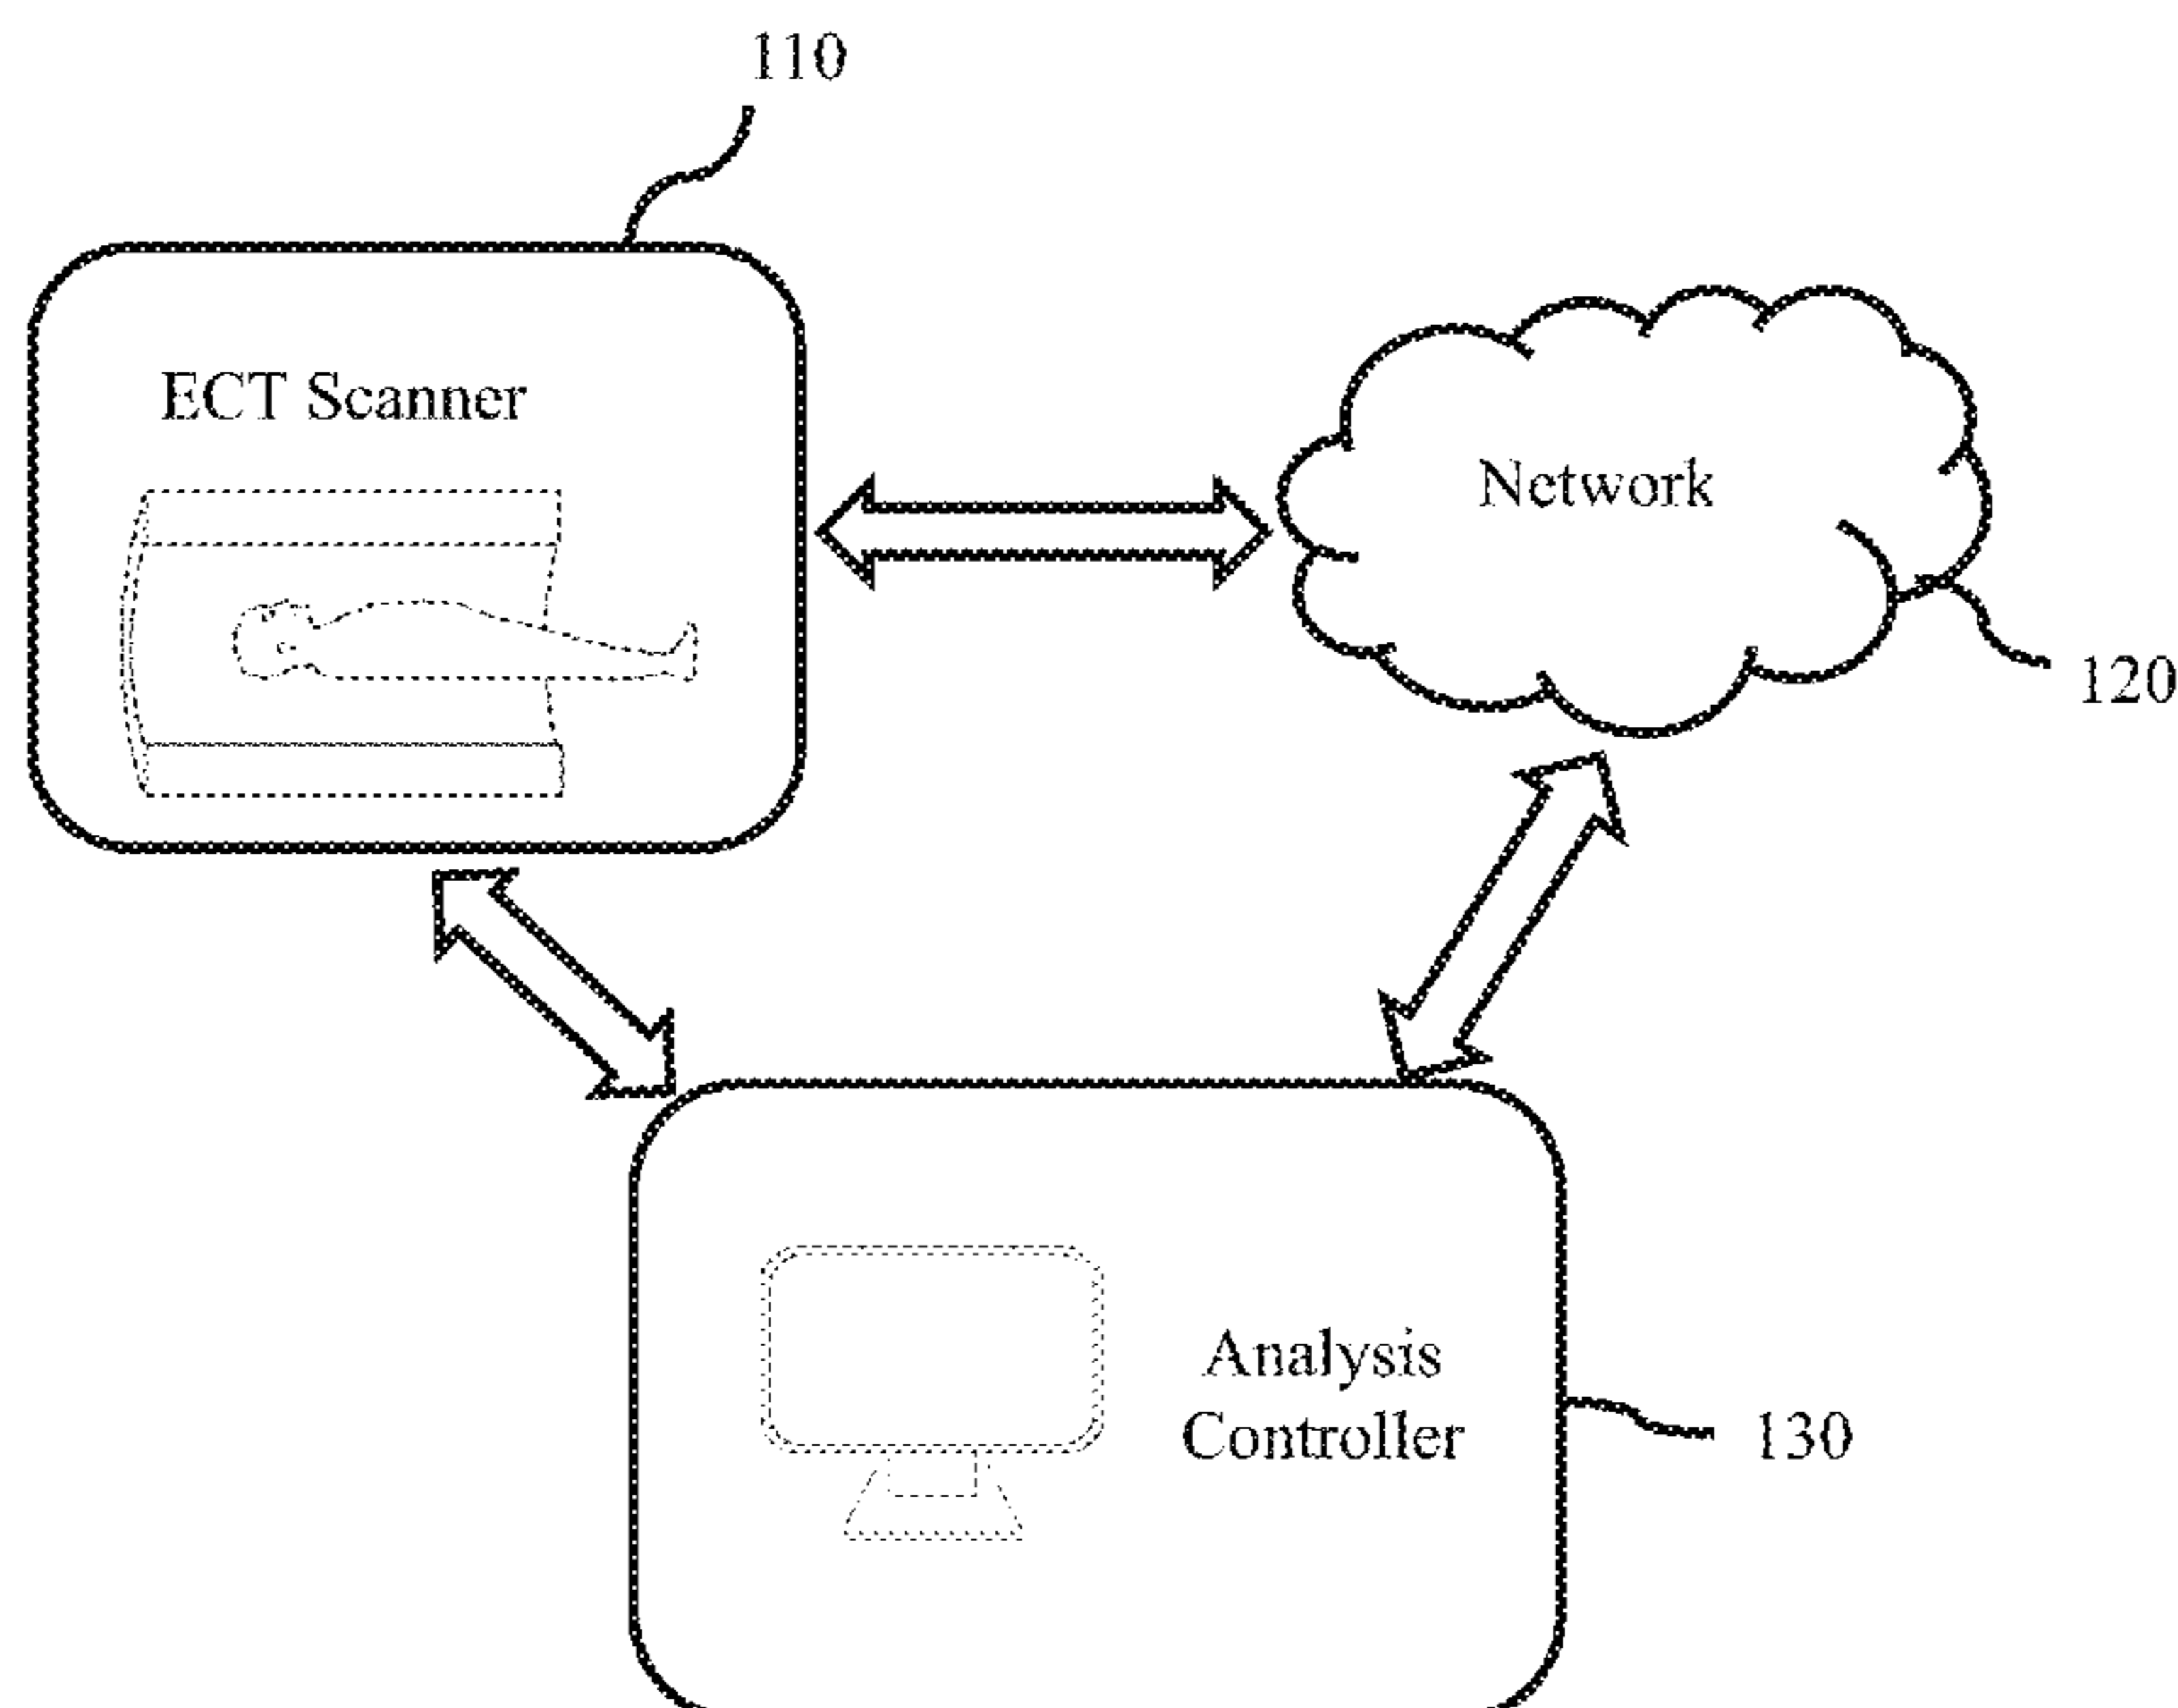 110
ECT Scanner
Network
120
Analysis
Controller
130